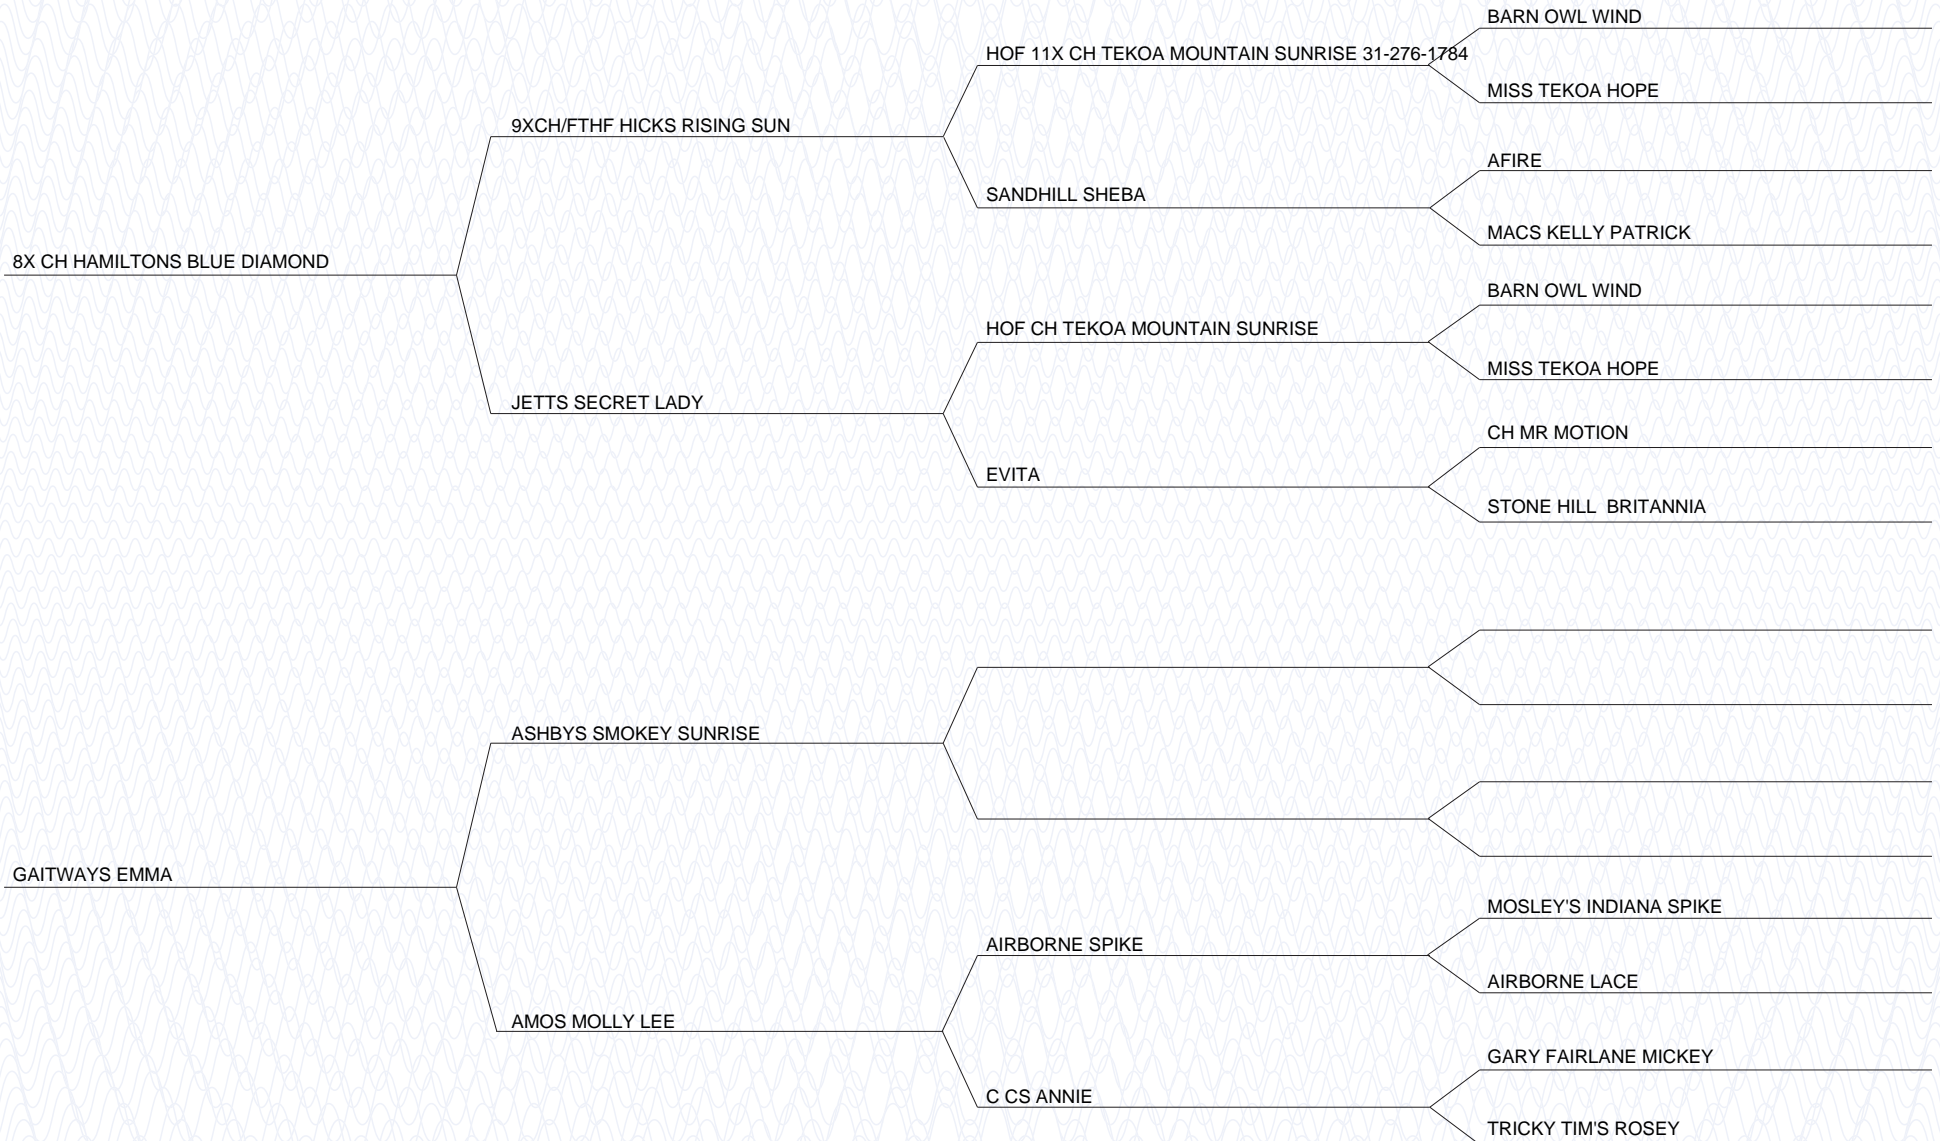 BARN OWL WIND
HOF 11X CH TEKOA MOUNTAIN SUNRISE 31-276-1784
MISS TEKOA HOPE
9XCH/FTHF HICKS RISING SUN
AFIRE
SANDHILL SHEBA
MACS KELLY PATRICK
8X CH HAMILTONS BLUE DIAMOND
BARN OWL WIND
HOF CH TEKOA MOUNTAIN SUNRISE
MISS TEKOA HOPE
JETTS SECRET LADY
CH MR MOTION
EVITA
STONE HILL  BRITANNIA
ASHBYS SMOKEY SUNRISE
GAITWAYS EMMA
MOSLEY'S INDIANA SPIKE
AIRBORNE SPIKE
AIRBORNE LACE
AMOS MOLLY LEE
GARY FAIRLANE MICKEY
C CS ANNIE
TRICKY TIM'S ROSEY